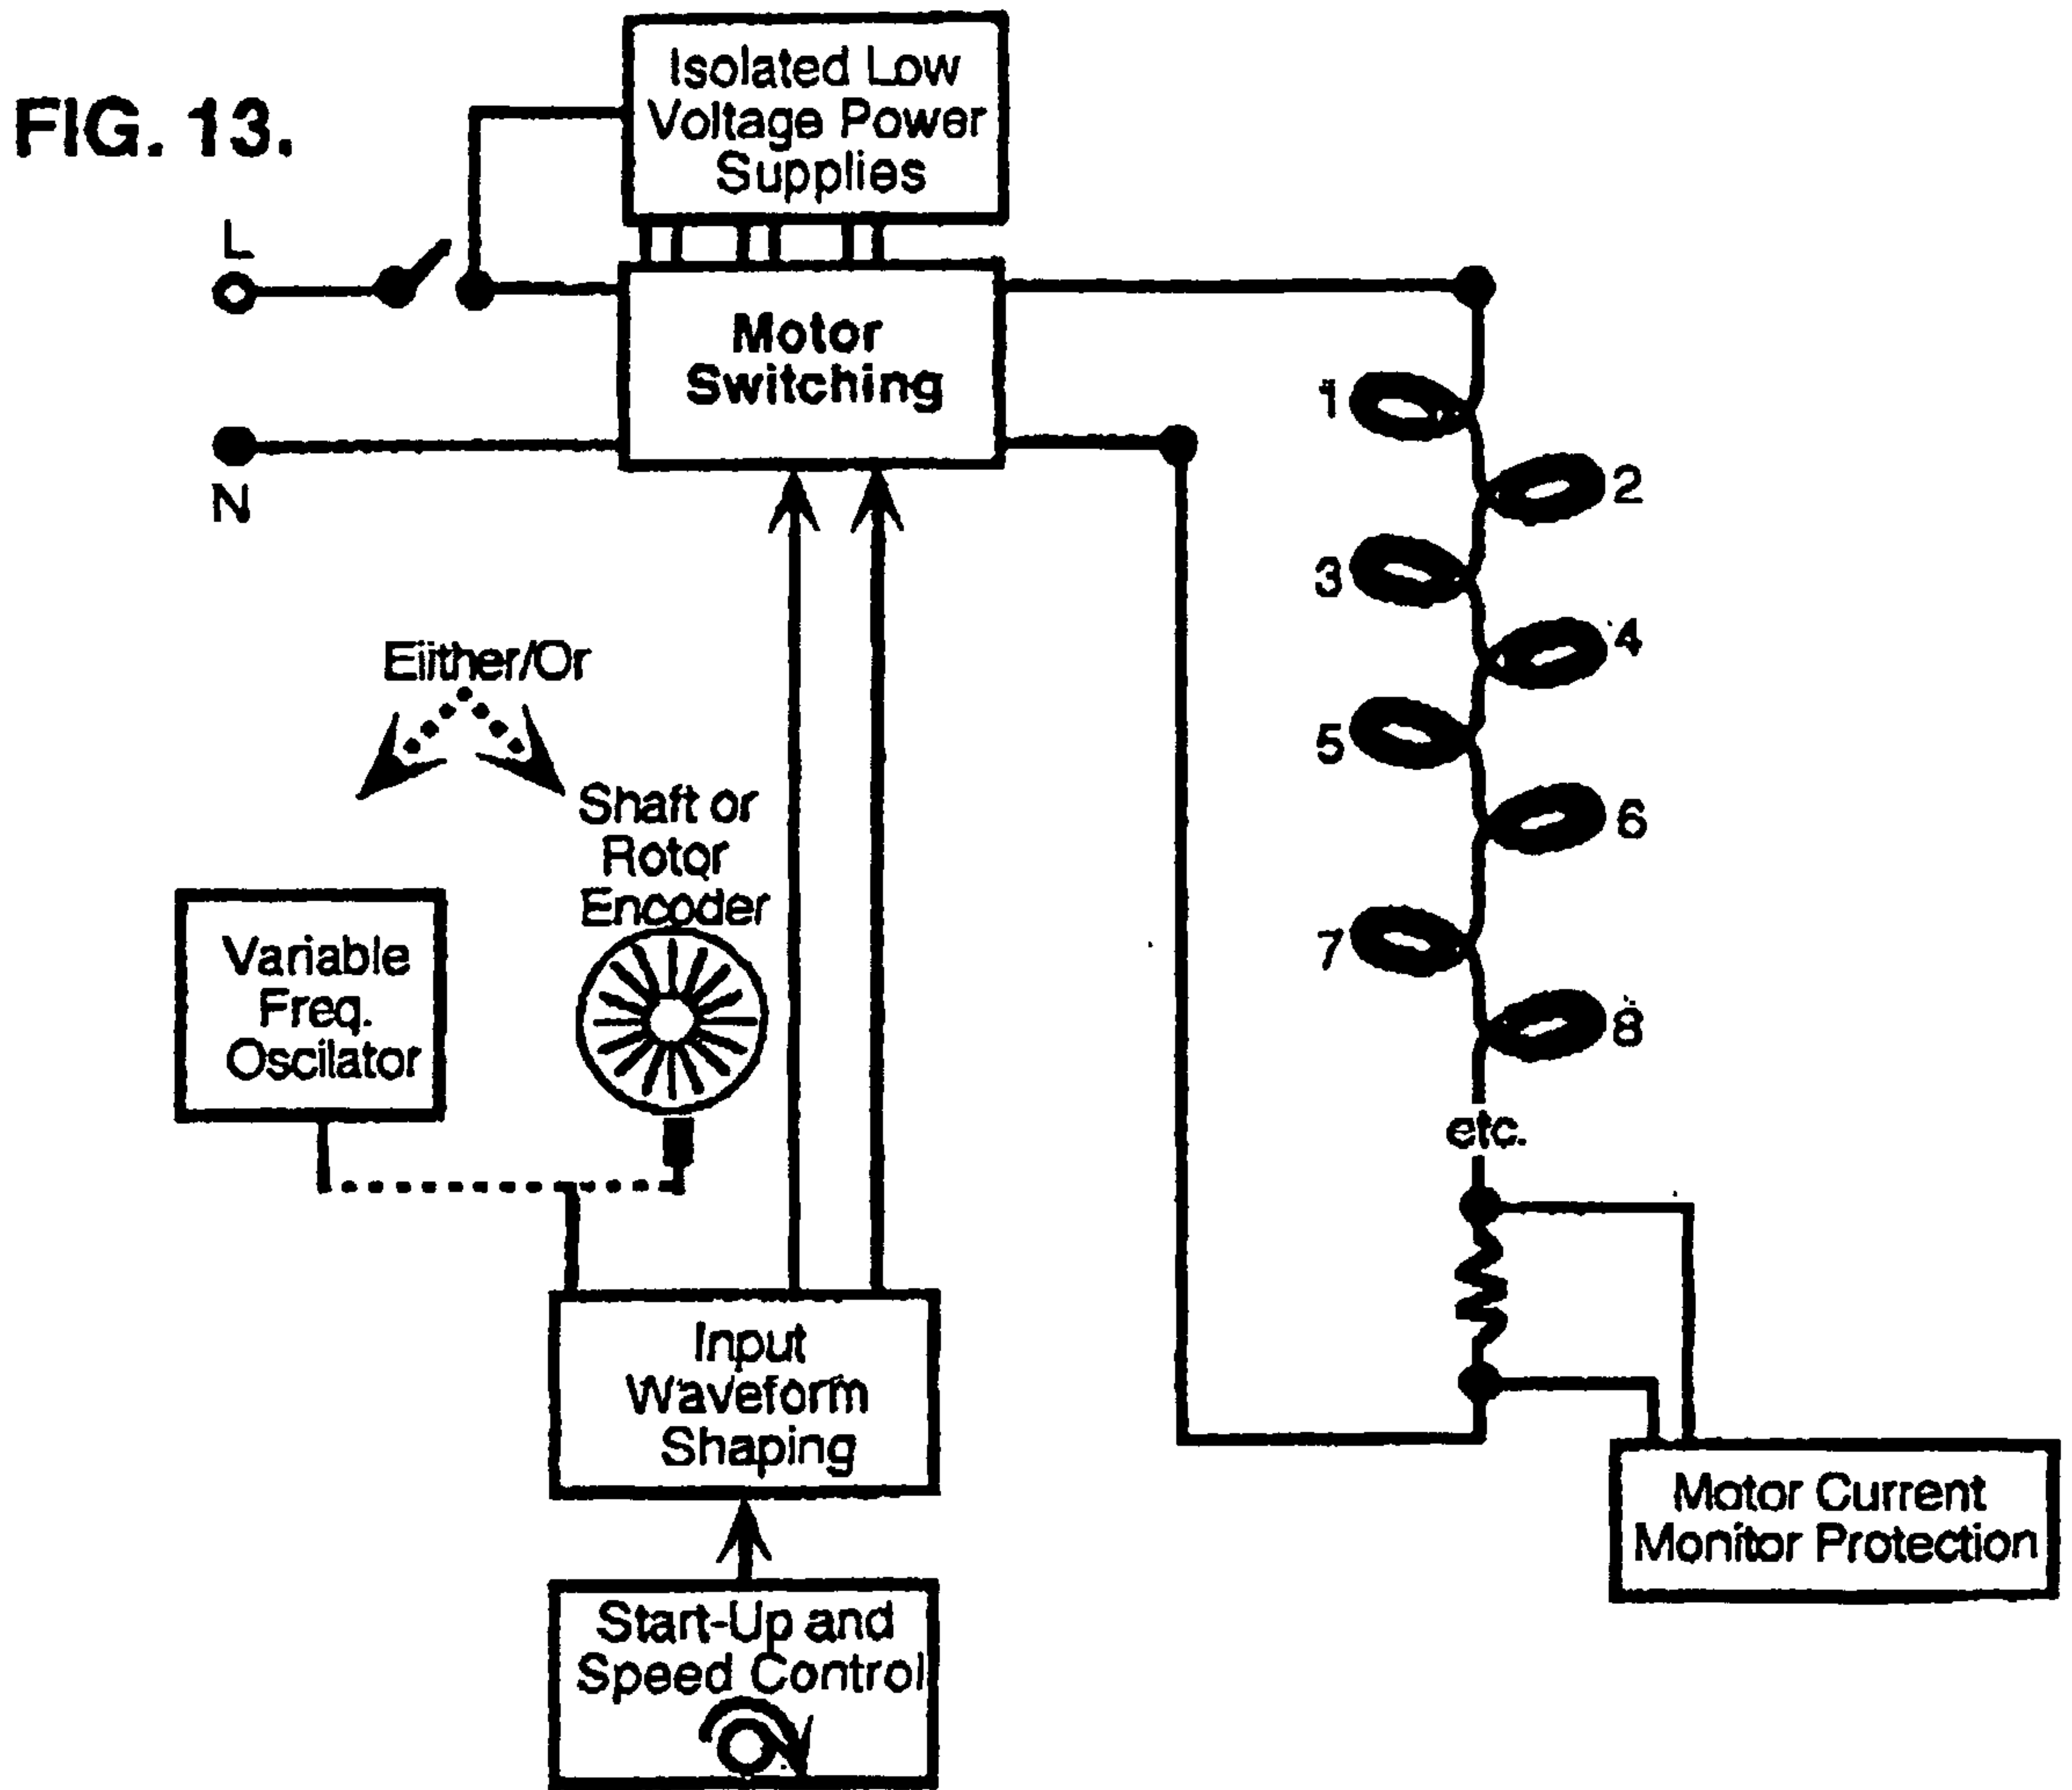 FIG. 13.
Isolated Low
Voltage Power
Supplies
L
Motor
Switching
N
1
2
3
4
5
6
7
8
etc.
Eiither/Or
Shaft or
Rotor
Encoder
Variable
Freq.
Oscilator
Input
Waveform
Shaping
Motor Current
Monitor Protection
Start-Up and
Speed Control